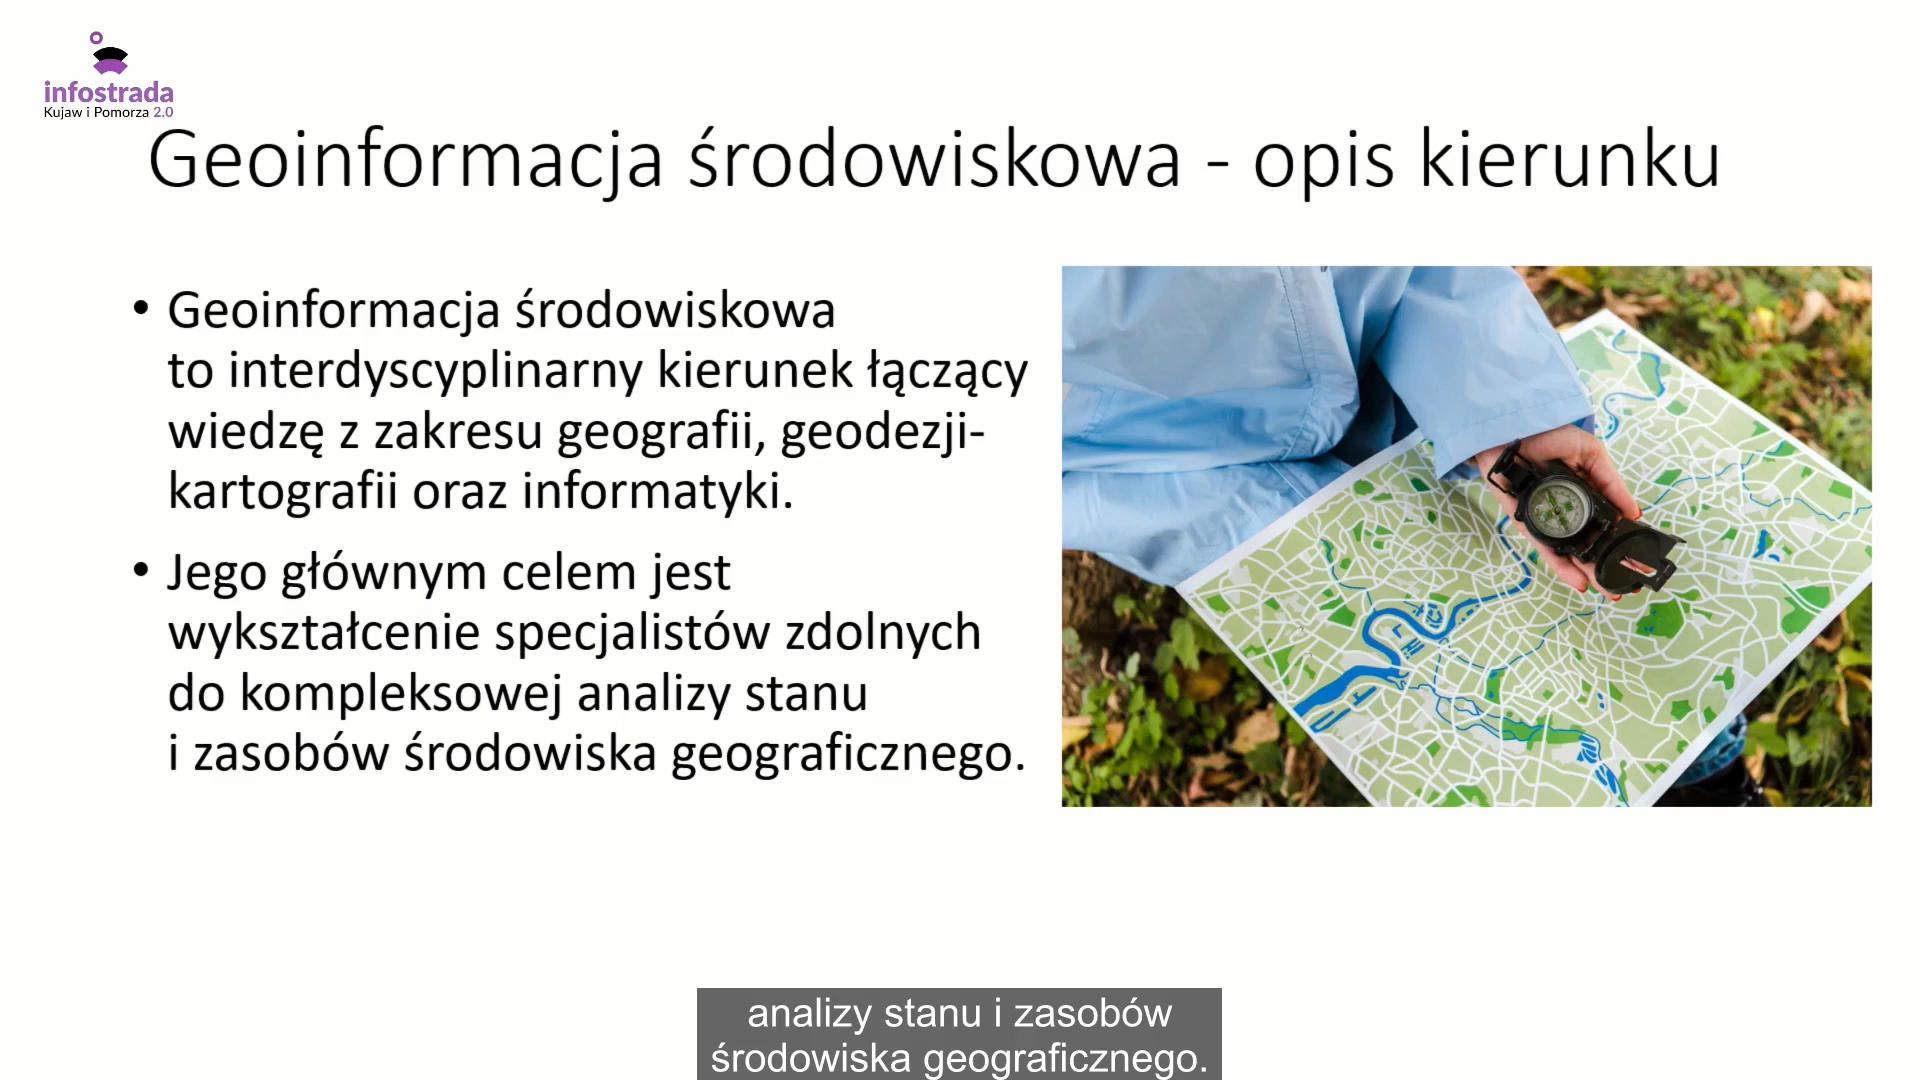 infostrada
Kujaw i Pomorza 2.0
Geoinformacja środowiskowa - opis kierunku
• Geoinformacja środowiskowa
to interdyscyplinarny kierunek łączący
wiedzę z zakresu geografii, geodezji-
kartografii oraz informatyki.
• Jego głównym celem jest
wykształcenie specjalistów zdolnych
do kompleksowej analizy stanu
i zasobów środowiska geograficznego.
analizy stanu i zasobów
środowiska geograficznego.